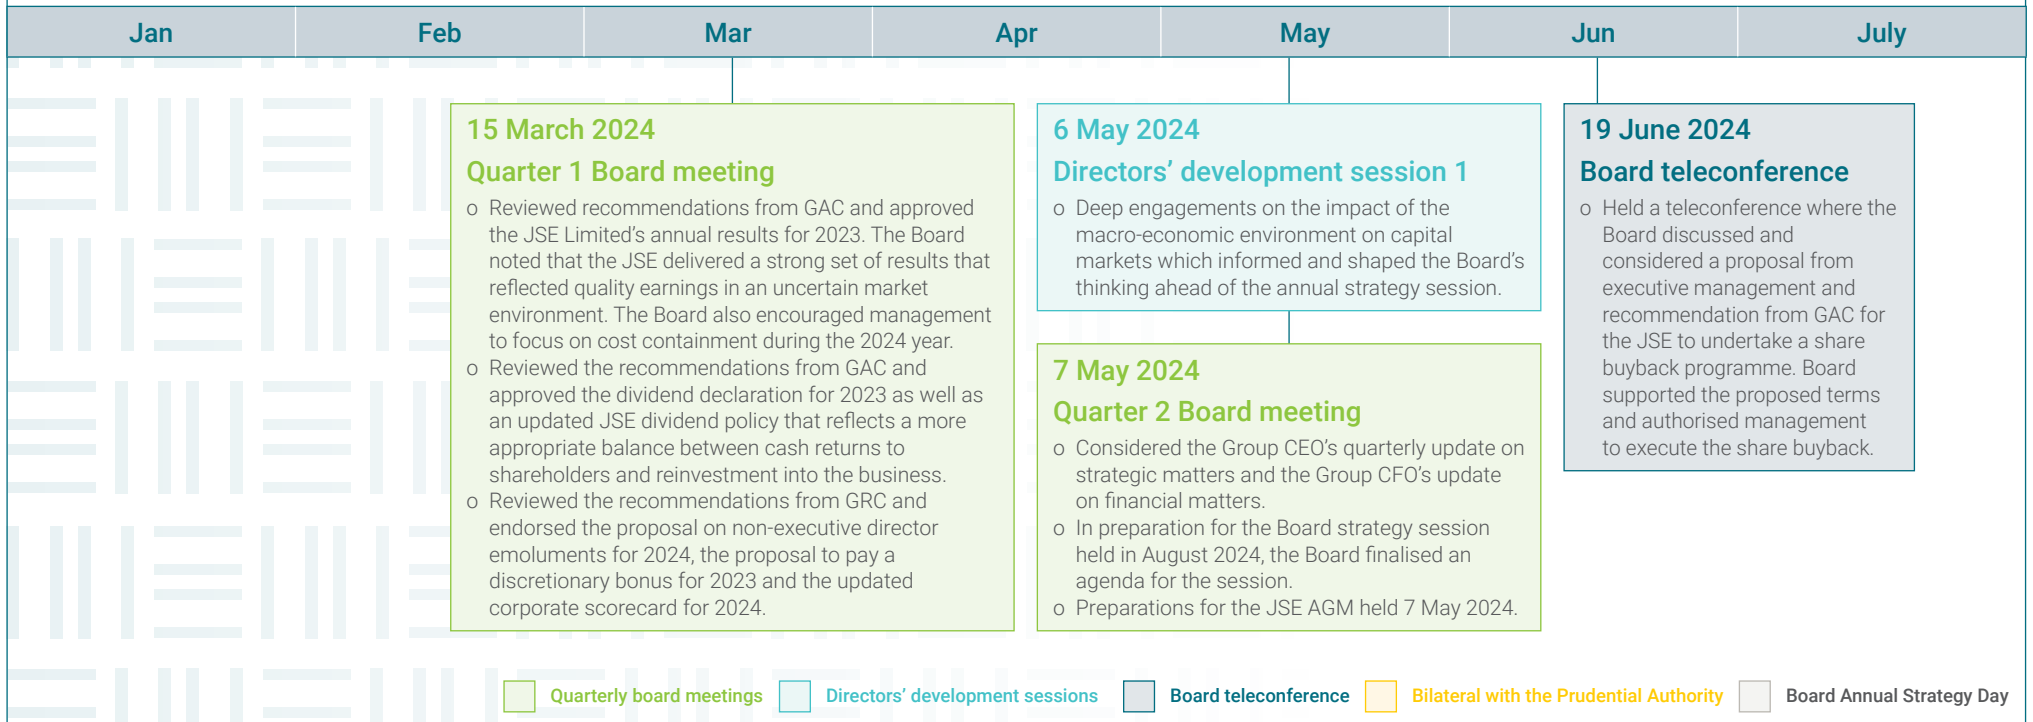 Jan Feb Mar Apr May Jun July
15 March 2024
Quarter 1 Board meeting
o Reviewed recommendations from GAC and approved
the JSE Limited’s annual results for 2023. The Board
noted that the JSE delivered a strong set of results that
reflected quality earnings in an uncertain market
environment. The Board also encouraged management
to focus on cost containment during the 2024 year.
o Reviewed the recommendations from GAC and
approved the dividend declaration for 2023 as well as
an updated JSE dividend policy that reflects a more
appropriate balance between cash returns to
shareholders and reinvestment into the business.
o Reviewed the recommendations from GRC and
endorsed the proposal on non-executive director
emoluments for 2024, the proposal to pay a
discretionary bonus for 2023 and the updated
corporate scorecard for 2024.
6 May 2024
Directors’ development session 1
o Deep engagements on the impact of the
macro-economic environment on capital
markets which informed and shaped the Board’s
thinking ahead of the annual strategy session.
7 May 2024
Quarter 2 Board meeting
o Considered the Group CEO’s quarterly update on
strategic matters and the Group CFO’s update
on financial matters.
o In preparation for the Board strategy session
held in August 2024, the Board finalised an
agenda for the session.
o Preparations for the JSE AGM held 7 May 2024.
19 June 2024
Board teleconference
o Held a teleconference where the
Board discussed and
considered a proposal from
executive management and
recommendation from GAC for
the JSE to undertake a share
buyback programme. Board
supported the proposed terms
and authorised management
to execute the share buyback.
Quarterly board meetings Directors’ development sessions Board teleconference Bilateral with the Prudential Authority Board Annual Strategy Day